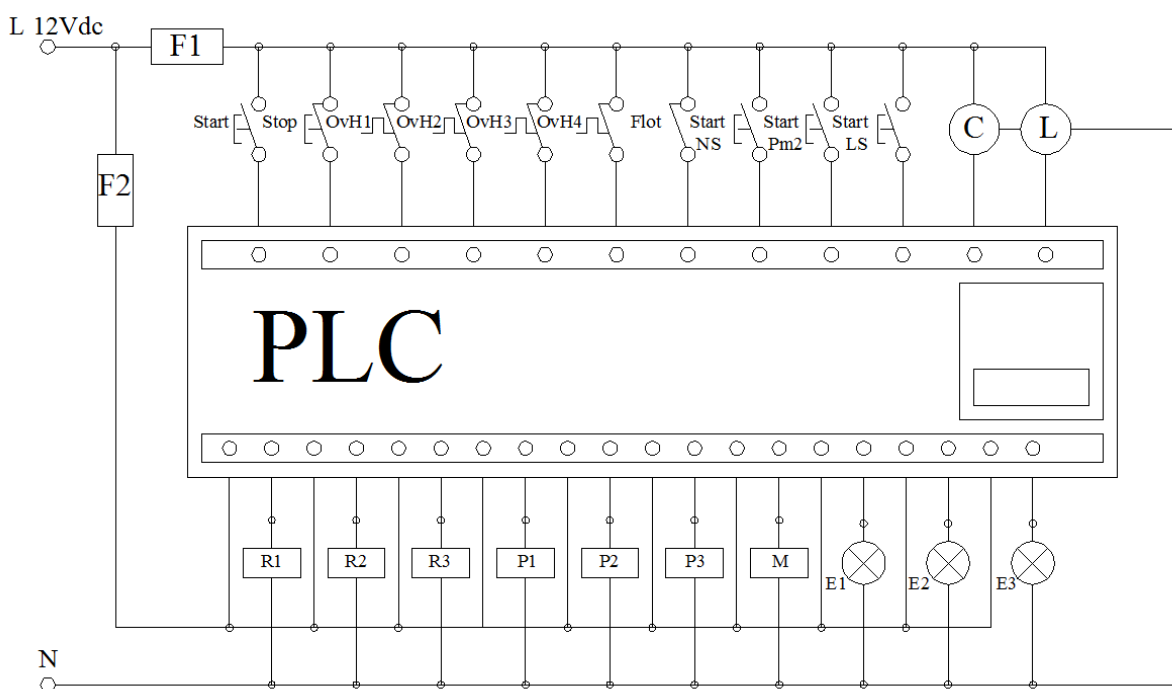 L 12Vdc
F1
Start
Stop
OvH1
OvH2
OvH3
OvH4
Flot
Start
NS
Start
Pm2
Start
LS
C
L
F2
PLC
R1
R2
R3
P1
P2
P3
M
E1
E2
E3
N